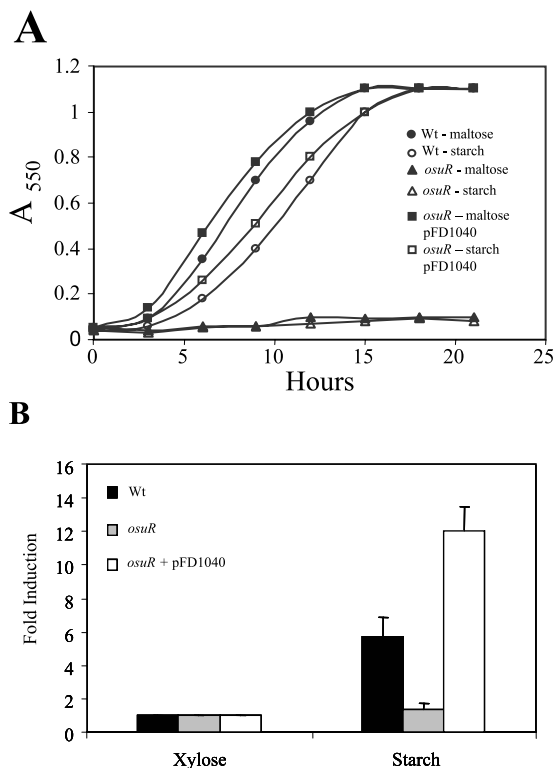 A
A 550
1.2
1
0.8
0.6
0.4
0.2
0
Wt - maltose
Wt - starch
osuR - maltose
osuR - starch
osuR – maltose
pFD1040
osuR – starch
pFD1040
0 5 10 15 20 25
Hours
B
Fold Induction
16
14
12
10
8
6
4
2
0
Wt
osuR
osuR + pFD1040
Xylose Starch